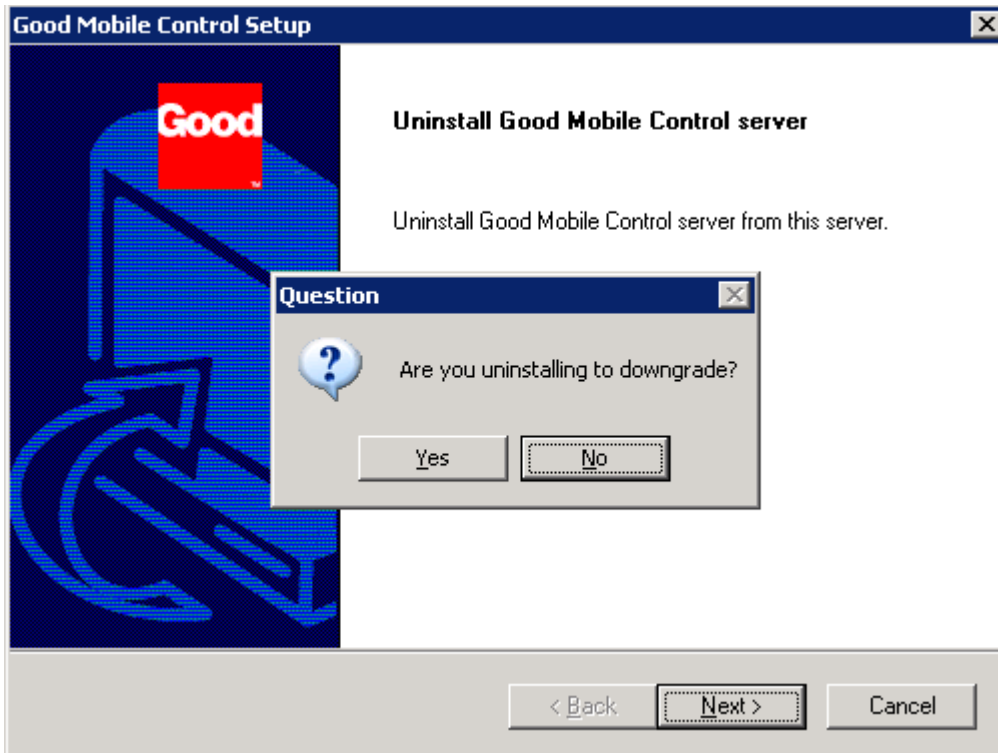 Good Mobile Control Setup
Good
Uninstall Good Mobile Control server
Uninstall Good Mobile Control server from this server.
Question
Are you uninstalling to downgrade?
Yes
No
< Back
Next >
Cancel